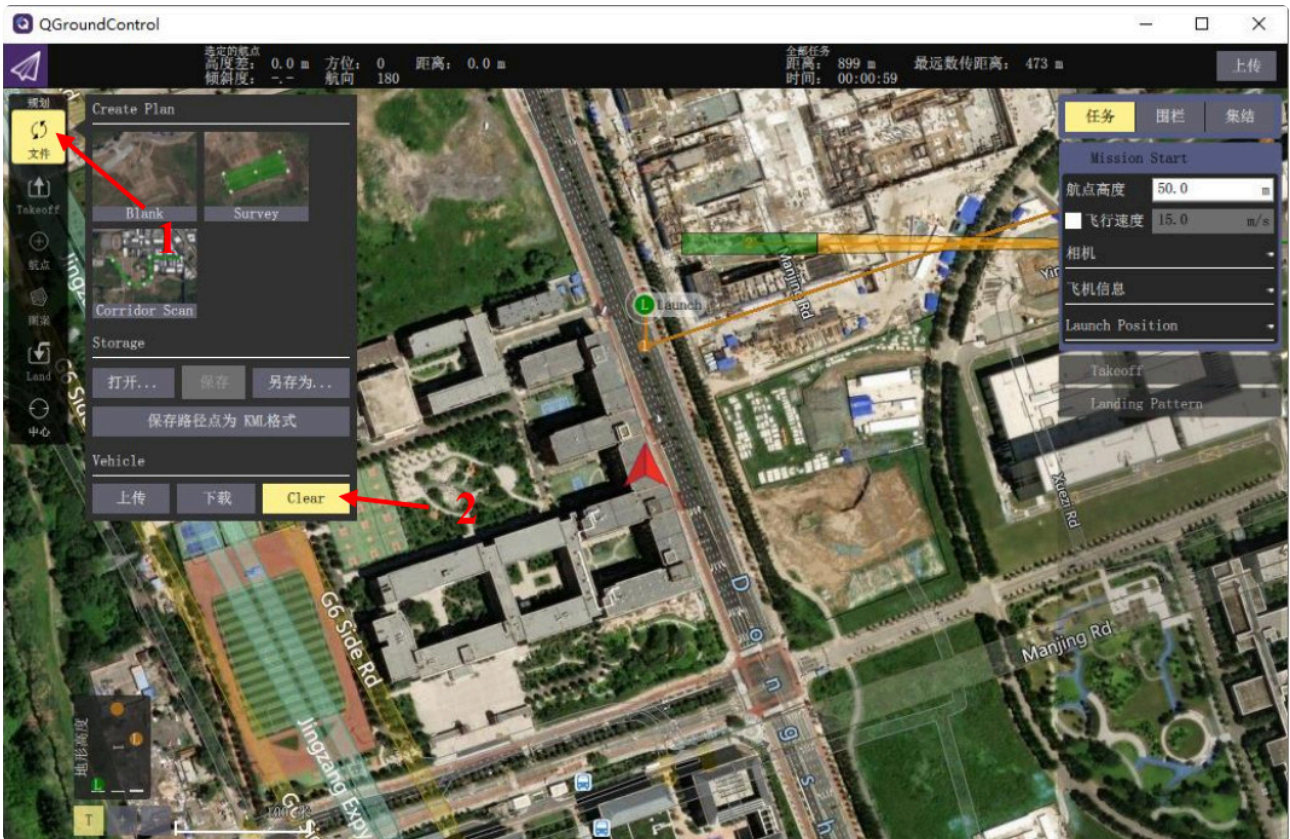 QGroundControl
选定的航点
高度差: 0.0 m 方位: 0 距离: 0.0 m
倾斜度: -.- 航向 180
全部任务
距离: 899 m 最远数传距离: 473 m
时间: 00:00:59
上传
规划
文件
Takeoff
航点
图案
Land
中心
Create Plan
Blank
Survey
Corridor Scan
Storage
打开...
保存
另存为...
保存路径点为 KML格式
Vehicle
上传
下载
Clear
1
2
任务
围栏
集结
Mission Start
航点高度 50.0 m
飞行速度 15.0 m/s
相机
飞机信息
Launch Position
Takeoff
Landing Pattern
L Launch
Manjing Rd
Xuezi Rd
Manjing Rd
G6 Side Rd
Jingzang Expy
D o n g s h
地形高度
L
L
T